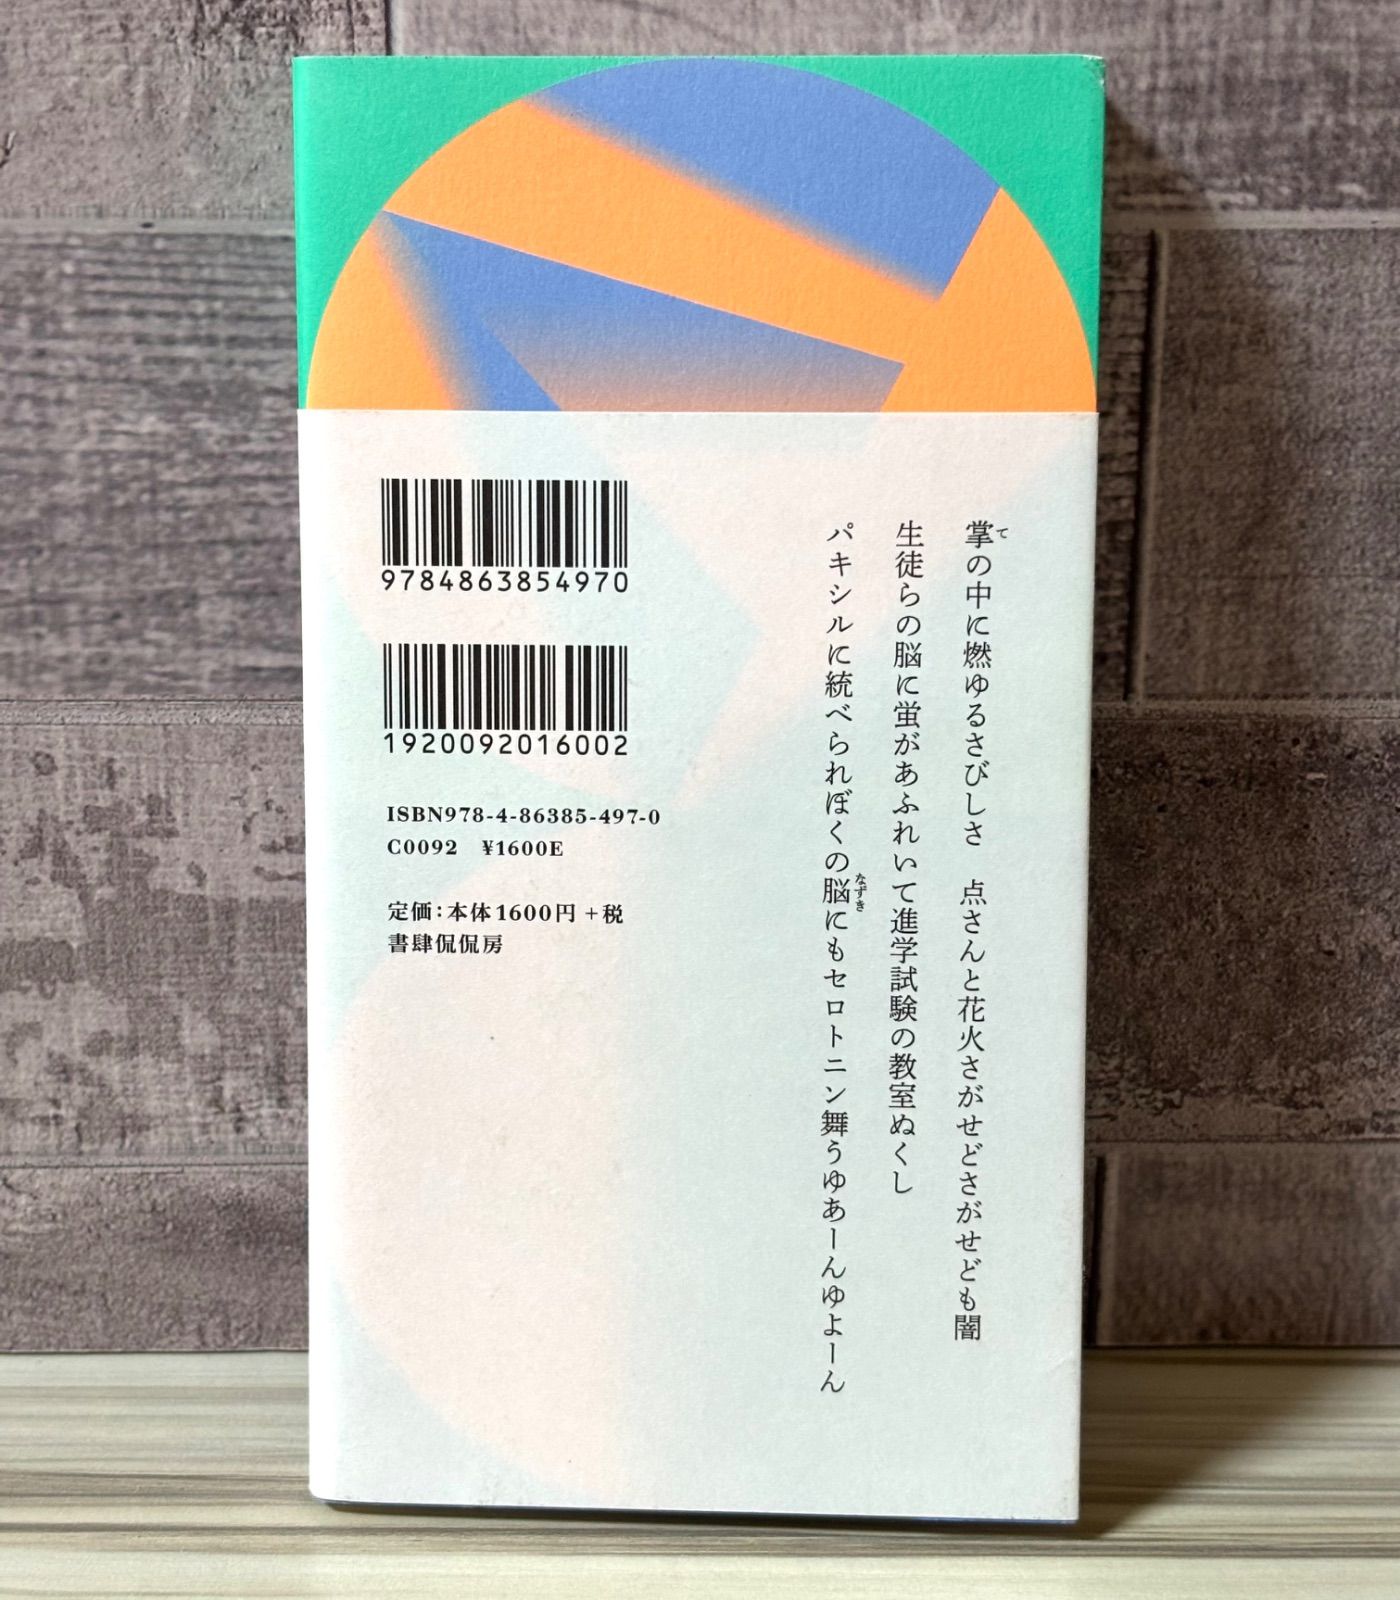 掌の中に燃ゆるさびしさ　点さんと花火さがせどさがせども闇
て
生徒らの脳に蛍があふれいて進学試験の教室ぬくし
パキシルに統べられぼくの脳にもセロトニン舞うゆあーんゆよーん
なずき
9784863854970
1920092016002
ISBN978-4-86385-497-0
C0092　¥1600E
定価：本体1600円＋税
書肆侃侃房